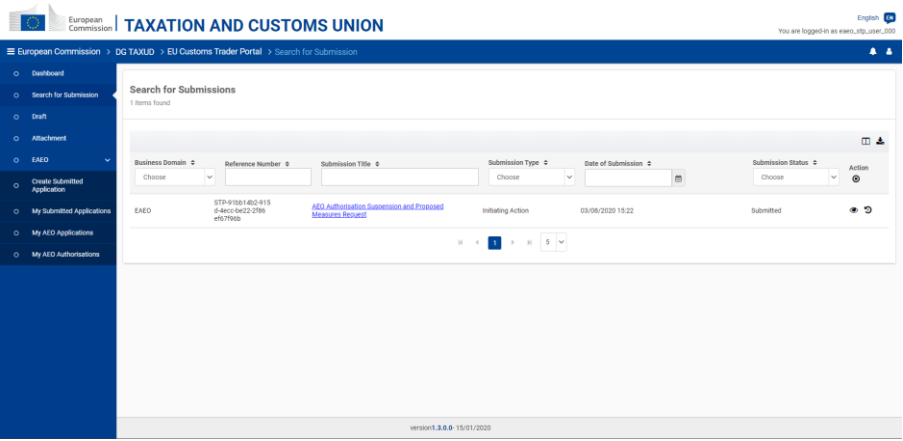 European
Commission
TAXATION AND CUSTOMS UNION
English EN
You are logged-in as eaeo_stp_user_000
European Commission > DG TAXUD > EU Customs Trader Portal > Search for Submission
Dashboard
Search for Submission
Draft
Attachment
EAEO
Create Submitted
Application
My Submitted Applications
My AEO Applications
My AEO Authorisations
Search for Submissions
1 items found
Business Domain
Reference Number
Submission Title
Submission Type
Date of Submission
Submission Status
Action
Choose
Choose
Choose
EAEO
STP-91bb14b2-915
d-4ecc-be22-2f86
ef67f96b
AEO Authorisation Suspension and Proposed
Measures Request
Initiating Action
03/06/2020 15:22
Submitted
1
5
version1.3.0.0- 15/01/2020